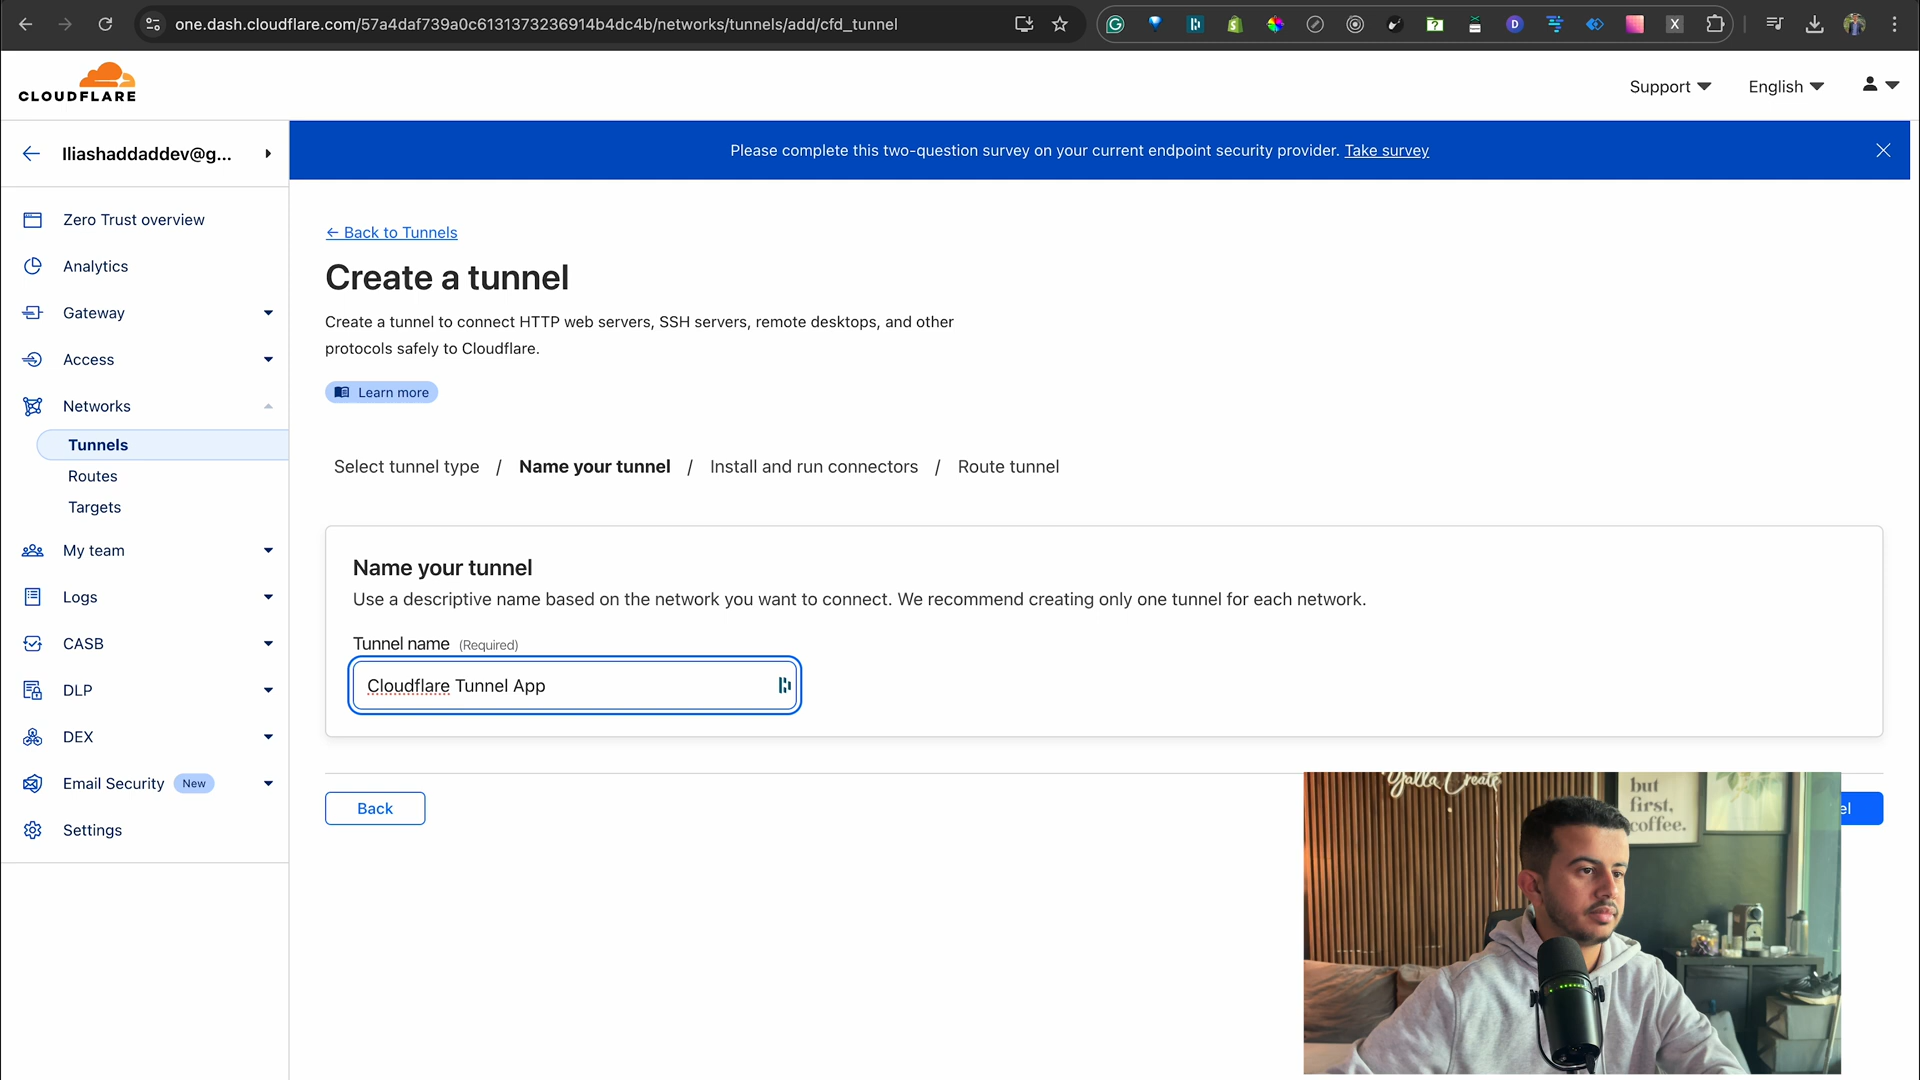 one.dash.cloudflare.com/57a4daf739a0c6131373236914b4dc4b/networks/tunnels/add/cfd_tunnel
CLOUDFLARE
Support
English
Iliashaddaddev@g...
Please complete this two-question survey on your current endpoint security provider. Take survey
Zero Trust overview
Analytics
Gateway
Access
Networks
Tunnels
Routes
Targets
My team
Logs
CASB
DLP
DEX
Email Security New
Settings
← Back to Tunnels
Create a tunnel
Create a tunnel to connect HTTP web servers, SSH servers, remote desktops, and other
protocols safely to Cloudflare.
Learn more
Select tunnel type / Name your tunnel / Install and run connectors / Route tunnel
Name your tunnel
Use a descriptive name based on the network you want to connect. We recommend creating only one tunnel for each network.
Tunnel name (Required)
Cloudflare Tunnel App
Back
el
Yalla Create
but
first,
coffee.